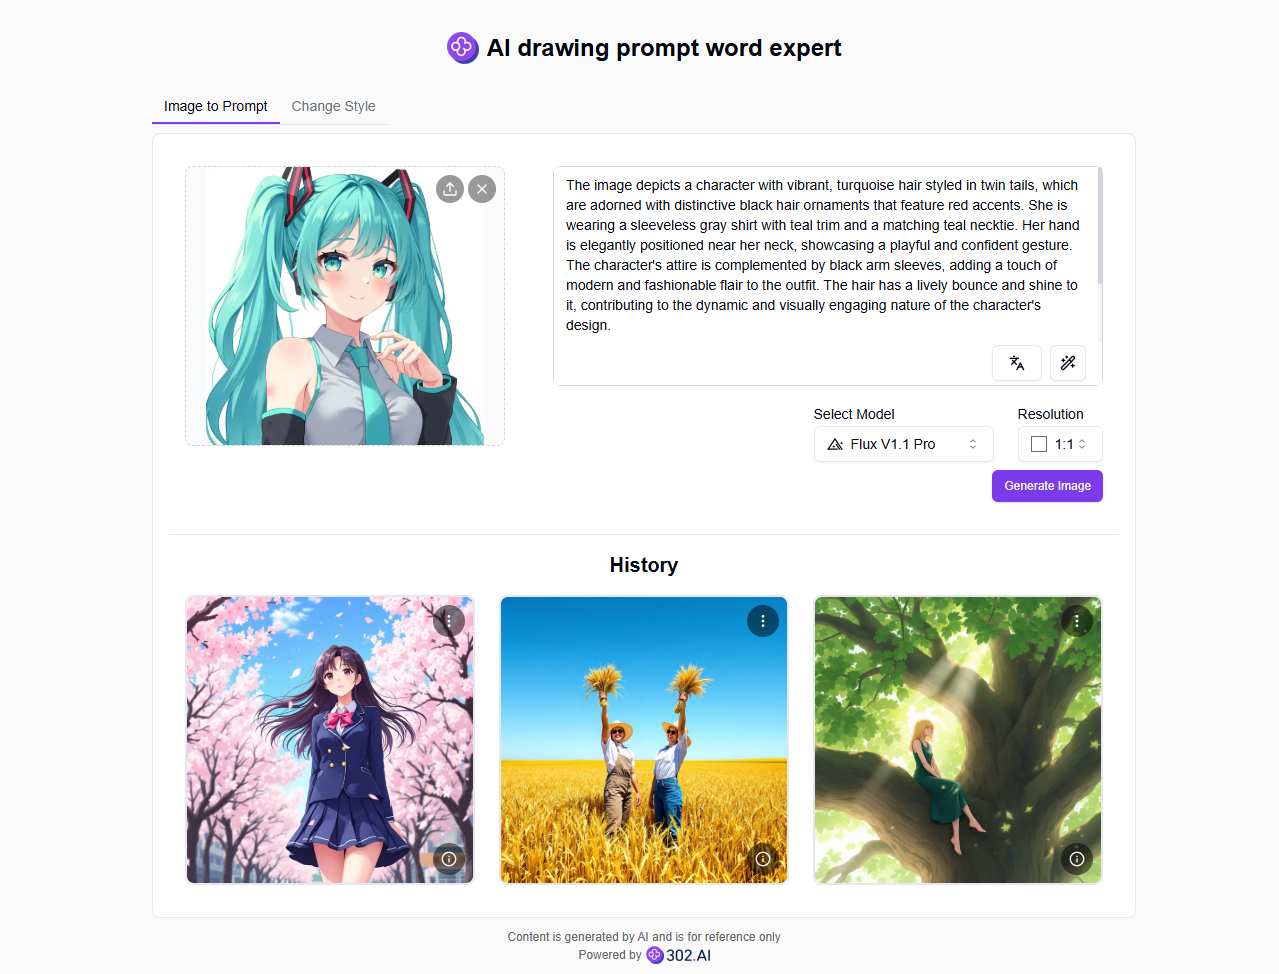 AI drawing prompt word expert
Image to Prompt
Change Style
The image depicts a character with vibrant, turquoise hair styled in twin tails, which
are adorned with distinctive black hair ornaments that feature red accents. She is
wearing a sleeveless gray shirt with teal trim and a matching teal necktie. Her hand
is elegantly positioned near her neck, showcasing a playful and confident gesture.
The character's attire is complemented by black arm sleeves, adding a touch of
modern and fashionable flair to the outfit. The hair has a lively bounce and shine to
it, contributing to the dynamic and visually engaging nature of the character's
design.
Select Model
Resolution
Flux V1.1 Pro
1:1
Generate Image
History
Content is generated by AI and is for reference only
Powered by 302.AI